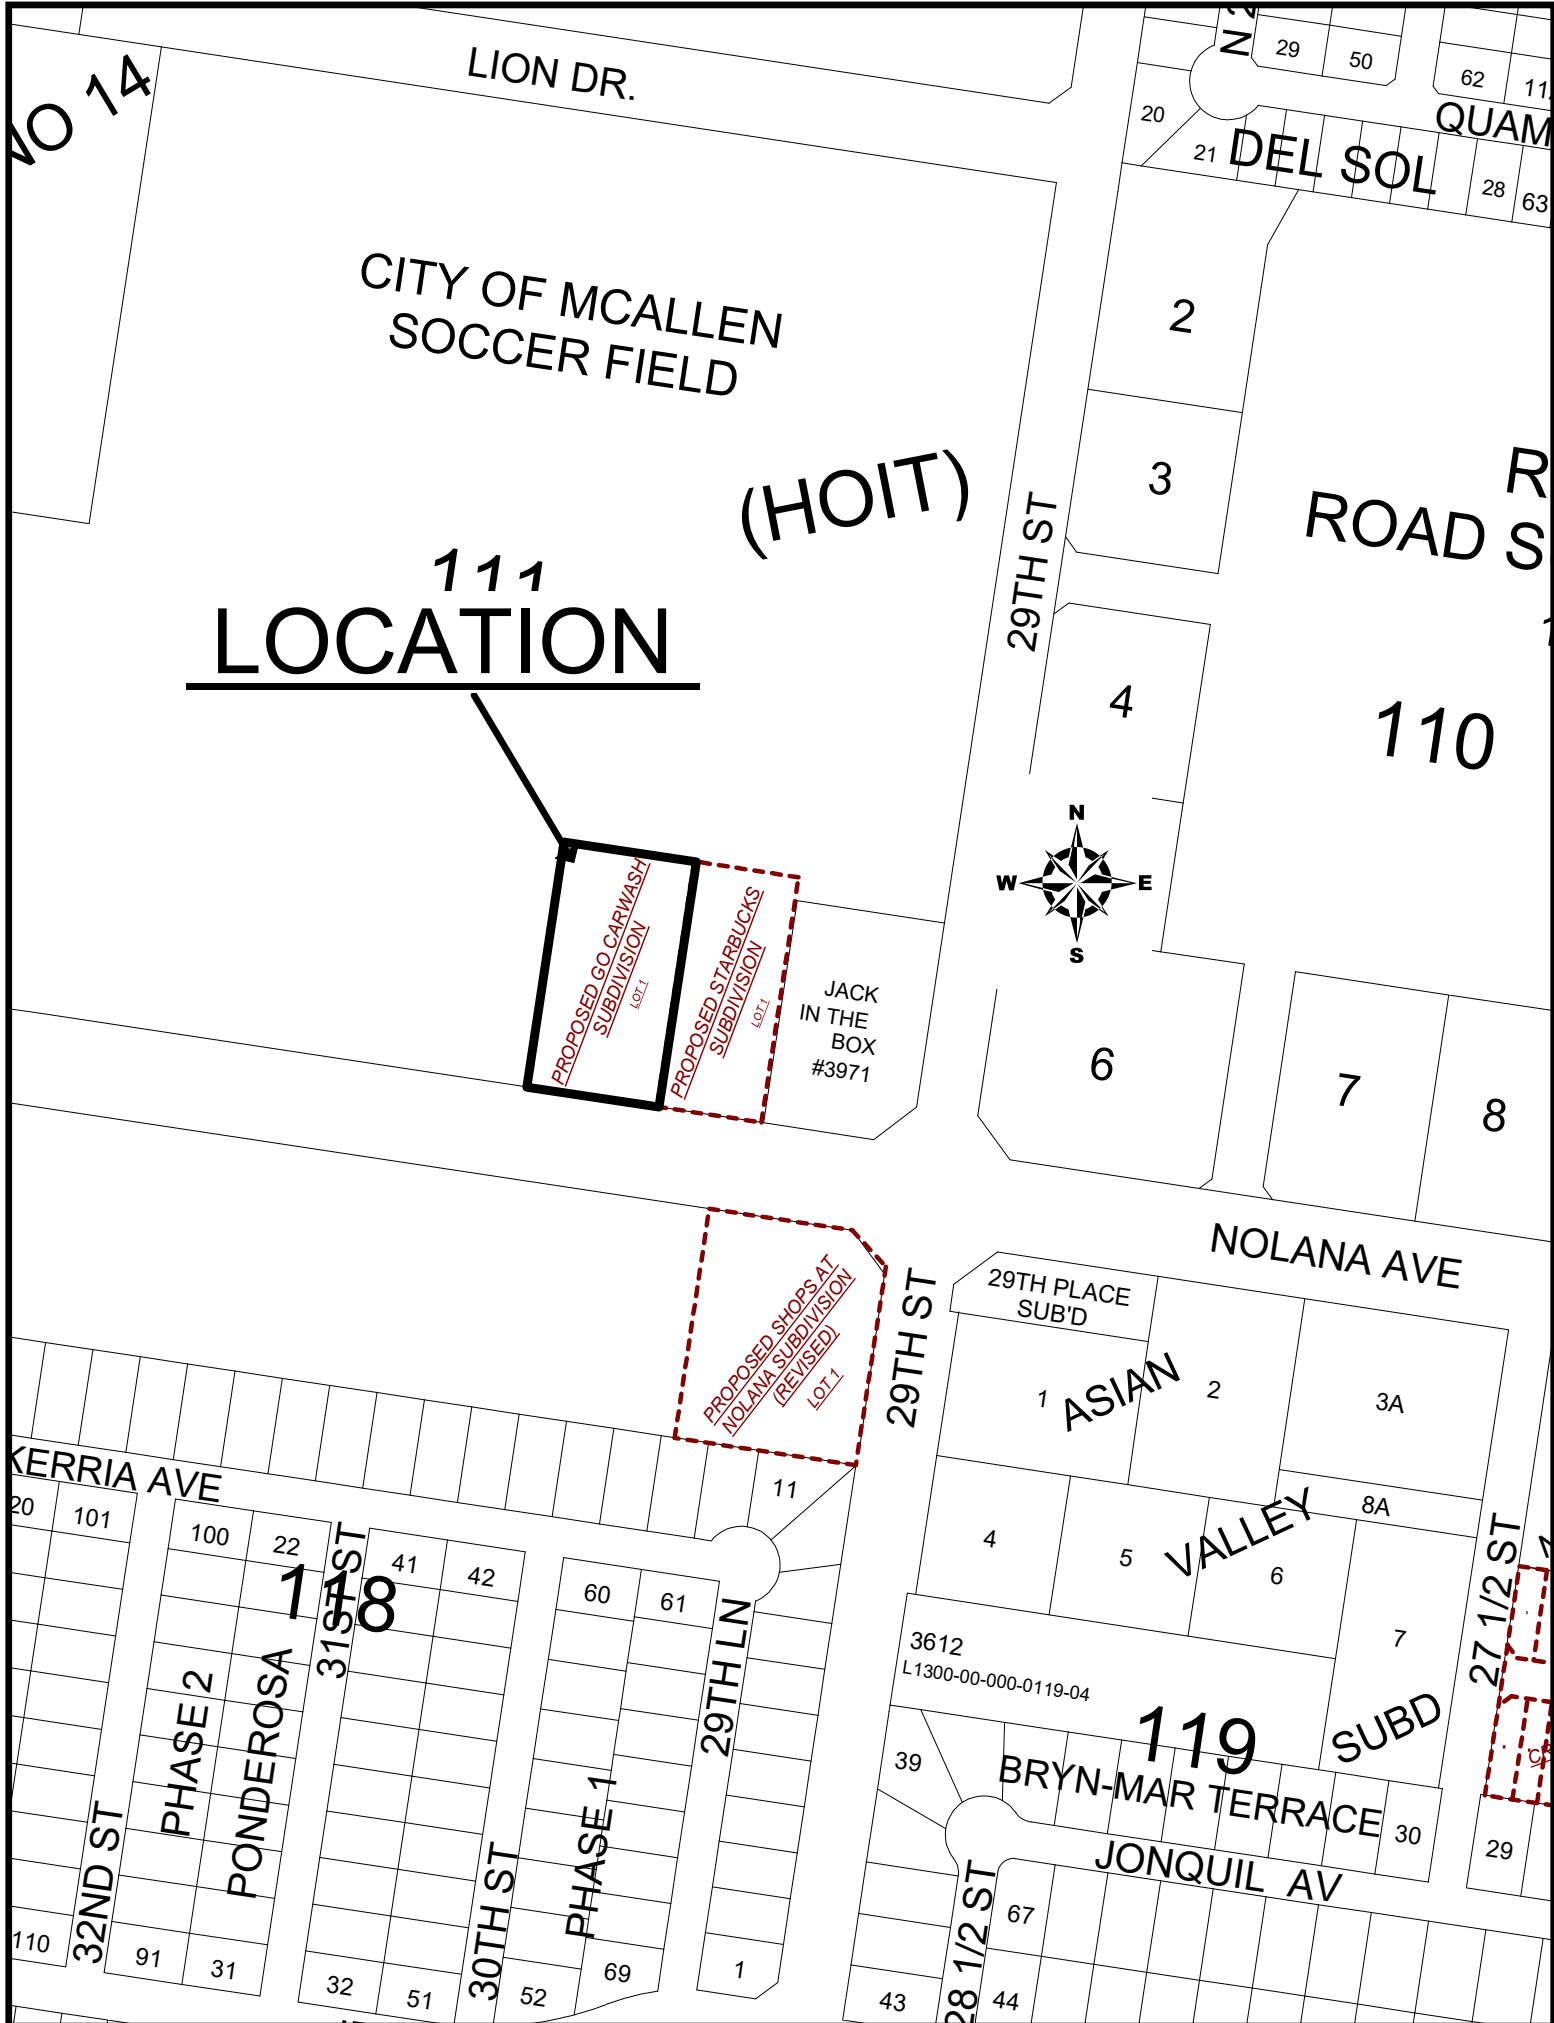 NO 14
LION DR.
29
50
62
20
21
DEL SOL
QUAM
28
63
CITY OF MCALLEN
SOCCER FIELD
2
3
(HOIT)
29TH ST
ROAD S
111
LOCATION
4
110
N
W
E
S
PROPOSED GO CARWASH
SUBDIVISION
LOT 1
PROPOSED STARBUCKS
SUBDIVISION
LOT 1
JACK
IN THE
BOX
#3971
6
7
8
NOLANA AVE
PROPOSED SHOPS AT
NOLANA SUBDIVISION
(REVISED)
LOT 1
29TH ST
29TH PLACE
SUB'D
1
ASIAN
2
3A
KERRIA AVE
11
20
101
100
22
31ST ST
41
42
60
61
118
4
5
VALLEY
6
8A
7
27 1/2 ST
29TH LN
3612
L1300-00-000-0119-04
119
SUBD
PHASE 2
PONDEROSA
PHASE 1
39
BRYN-MAR TERRACE
30
29
JONQUIL AV
32ND ST
30TH ST
28 1/2 ST
67
110
91
31
32
51
52
69
1
43
44